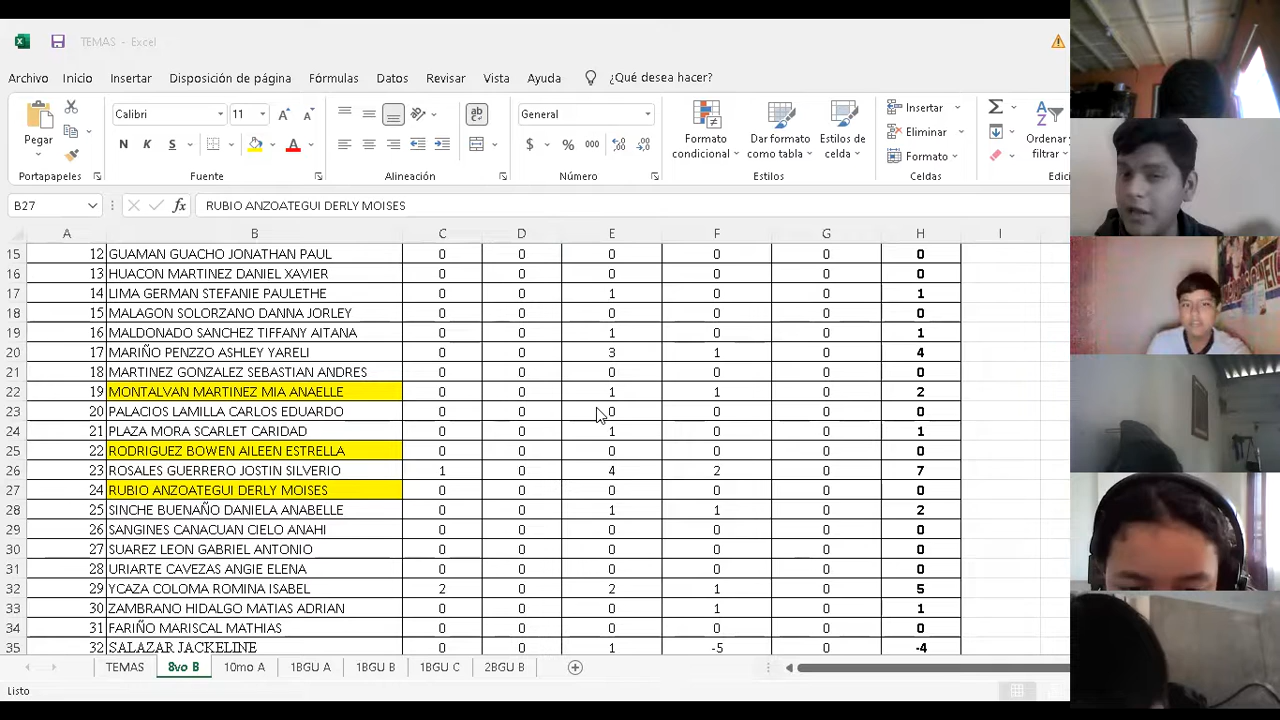 TEMAS - Excel
Archivo Inicio Insertar Disposición de página Fórmulas Datos Revisar Vista Ayuda ¿Qué desea hacer?
Pegar
Calibri 11
N K S
General
$ % 000
Formato condicional
Dar formato como tabla
Estilos de celda
Insertar
Eliminar
Formato
Ordenar filtrar
Portapapeles Fuente Alineación Número Estilos Celdas Edici
B27 fx RUBIO ANZOATEGUI DERLY MOISES
A B C D E F G H I
15 12 GUAMAN GUACHO JONATHAN PAUL 0 0 0 0 0 0
16 13 HUACON MARTINEZ DANIEL XAVIER 0 0 0 0 0 0
17 14 LIMA GERMAN STEFANIE PAULETHE 0 0 1 0 0 1
18 15 MALAGON SOLORZANO DANNA JORLEY 0 0 0 0 0 0
19 16 MALDONADO SANCHEZ TIFFANY AITANA 0 0 1 0 0 1
20 17 MARIÑO PENZZO ASHLEY YARELI 0 0 3 1 0 4
21 18 MARTINEZ GONZALEZ SEBASTIAN ANDRES 0 0 0 0 0 0
22 19 MONTALVAN MARTINEZ MIA ANAELLE 0 0 1 1 0 2
23 20 PALACIOS LAMILLA CARLOS EDUARDO 0 0 0 0 0 0
24 21 PLAZA MORA SCARLET CARIDAD 0 0 1 0 0 1
25 22 RODRIGUEZ BOWEN AILEEN ESTRELLA 0 0 0 0 0 0
26 23 ROSALES GUERRERO JOSTIN SILVERIO 1 0 4 2 0 7
27 24 RUBIO ANZOATEGUI DERLY MOISES 0 0 0 0 0 0
28 25 SINCHE BUENAÑO DANIELA ANABELLE 0 0 1 1 0 2
29 26 SANGINES CANACUAN CIELO ANAHI 0 0 0 0 0 0
30 27 SUAREZ LEON GABRIEL ANTONIO 0 0 0 0 0 0
31 28 URIARTE CAVEZAS ANGIE ELENA 0 0 0 0 0 0
32 29 YCAZA COLOMA ROMINA ISABEL 2 0 2 1 0 5
33 30 ZAMBRANO HIDALGO MATIAS ADRIAN 0 0 0 1 0 1
34 31 FARIÑO MARISCAL MATHIAS 0 0 0 0 0 0
35 32 SALAZAR JACKELINE 0 0 1 -5 0 -4
TEMAS 8vo B 10mo A 1BGU A 1BGU B 1BGU C 2BGU B
Listo